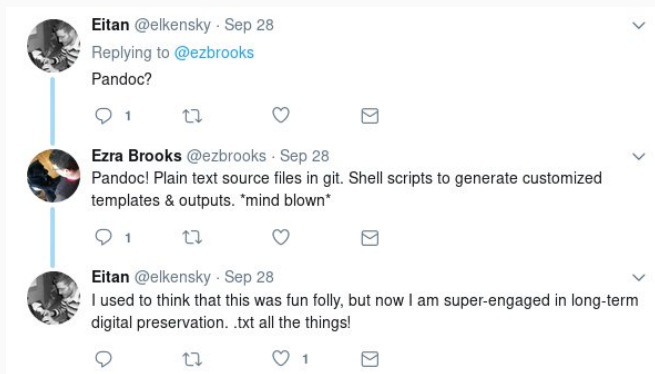 Eitan @elkensky · Sep 28
Replying to @ezbrooks
Pandoc?
1
Ezra Brooks @ezbrooks · Sep 28
Pandoc! Plain text source files in git. Shell scripts to generate customized
templates & outputs. *mind blown*
1
Eitan @elkensky · Sep 28
I used to think that this was fun folly, but now I am super-engaged in long-term
digital preservation. .txt all the things!
1